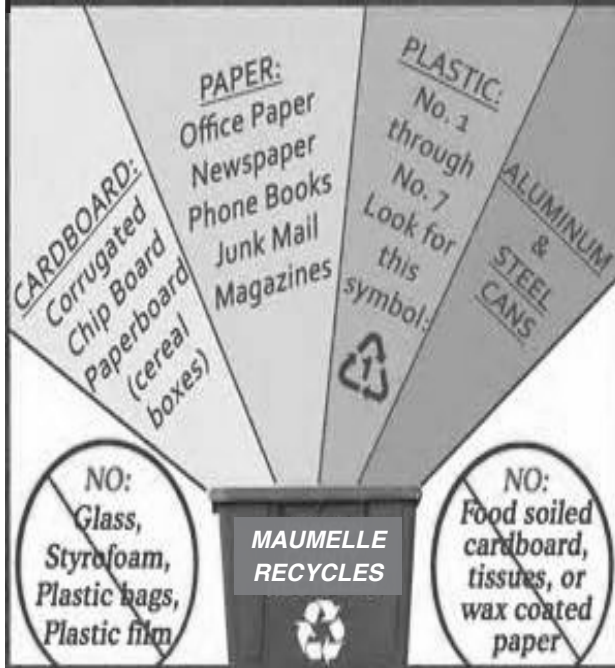 CARDBOARD:
Corrugated
Chip Board
Paperboard
(cereal
boxes)
PAPER:
Office Paper
Newspaper
Phone Books
Junk Mail
Magazines
PLASTIC:
No. 1
through
No. 7
Look for
this
symbol:
1
ALUMINUM
&
STEEL
CANS
NO:
Glass,
Styrofoam,
Plastic bags,
Plastic film
MAUMELLE
RECYCLES
NO:
Food soiled
cardboard,
tissues, or
wax coated
paper